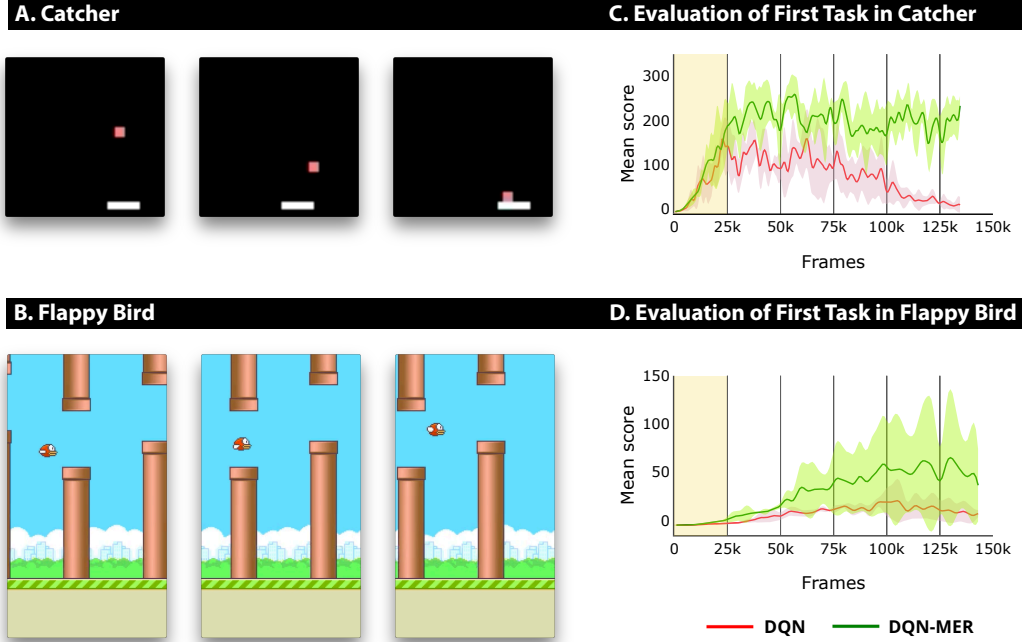 A. Catcher
C. Evaluation of First Task in Catcher
Mean score
300
200
100
0
0 25k 50k 75k 100k 125k 150k
Frames
B. Flappy Bird
D. Evaluation of First Task in Flappy Bird
Mean score
150
100
50
0
0 25k 50k 75k 100k 125k 150k
Frames
DQN DQN-MER